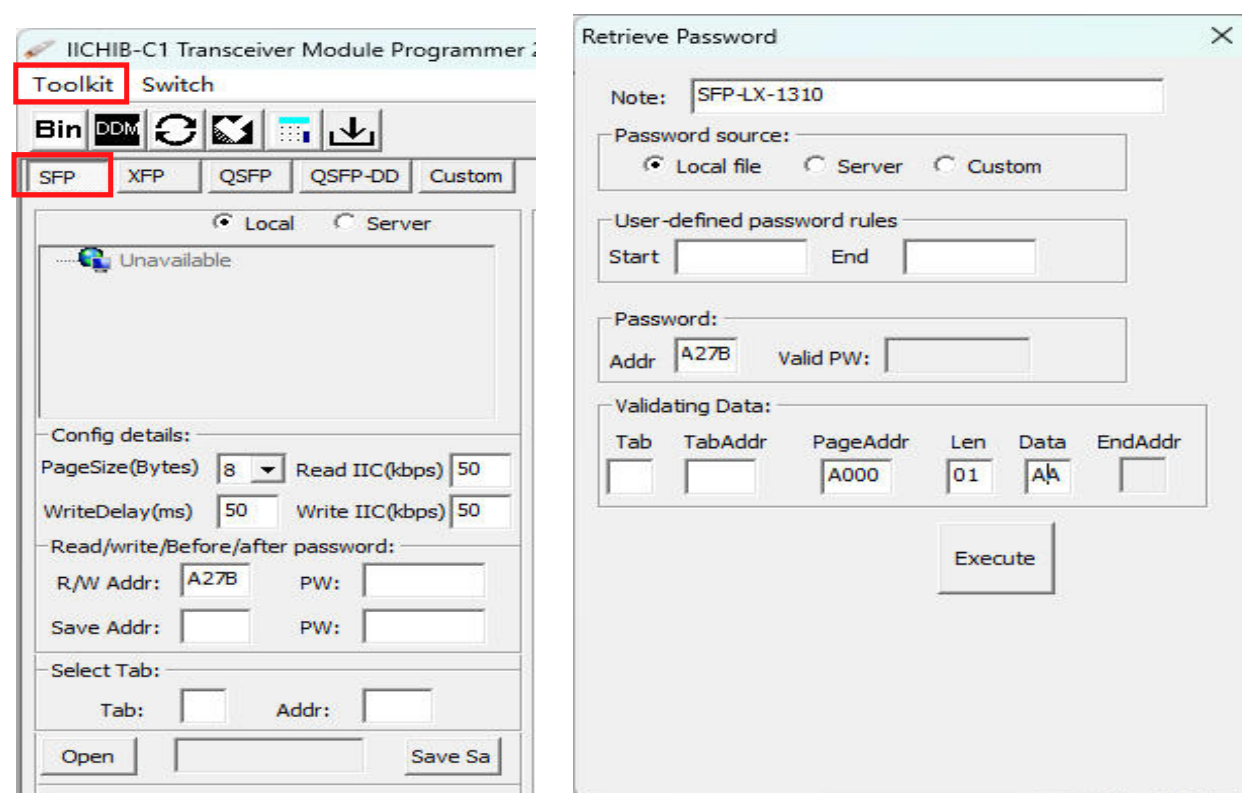 IICHIB-C1 Transceiver Module Programmer
Toolkit Switch
Bin DDM
SFP XFP QSFP QSFP-DD Custom
Local Server
Unavailable
Config details:
PageSize(Bytes) 8 Read IIC(kbps) 50
WriteDelay(ms) 50 Write IIC(kbps) 50
Read/write/Before/after password:
R/W Addr: A27B PW:
Save Addr: PW:
Select Tab:
Tab: Addr:
Open Save Sa
Retrieve Password
Note: SFP-LX-1310
Password source:
Local file Server Custom
User-defined password rules
Start End
Password:
Addr A27B Valid PW:
Validating Data:
Tab TabAddr PageAddr Len Data EndAddr
A000 01 AA
Execute